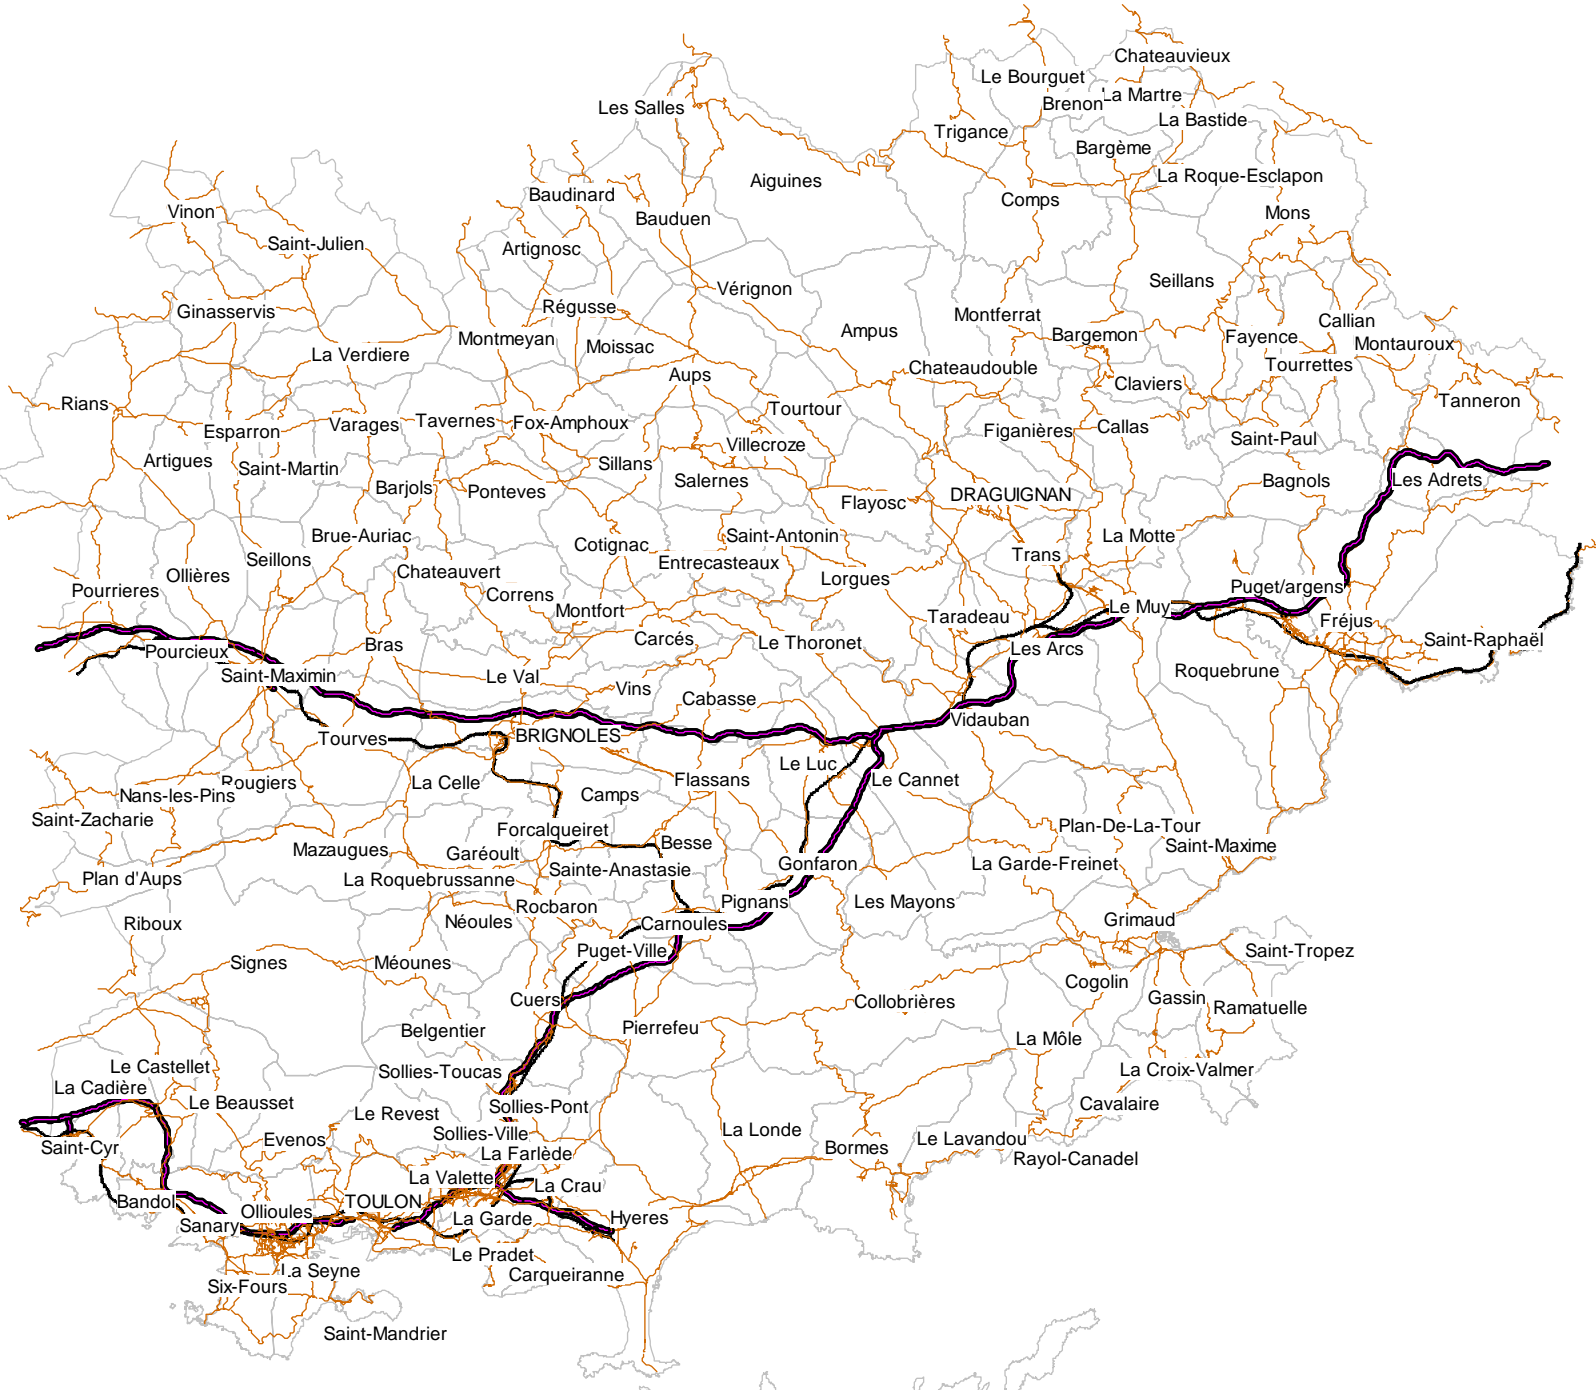 Chateauvieux
Le Bourguet
La Martre
Brenon
Les Salles
La Bastide
Trigance
Bargème
La Roque-Esclapon
Aiguines
Baudinard
Comps
Vinon
Bauduen
Mons
Saint-Julien
Artignosc
Seillans
Vérignon
Régusse
Ginasservis
Montferrat
Callian
Ampus
Bargemon
Fayence
Montmeyan
Moissac
Montauroux
La Verdiere
Chateaudouble
Tourrettes
Aups
Claviers
Rians
Tanneron
Tourtour
Tavernes
Fox-Amphoux
Varages
Esparron
Figanières
Callas
Saint-Paul
Villecroze
Artigues
Saint-Martin
Sillans
Salernes
Bagnols
Les Adrets
Barjols
Ponteves
DRAGUIGNAN
Flayosc
Brue-Auriac
Saint-Antonin
La Motte
Cotignac
Trans
Seillons
Entrecasteaux
Chateauvert
Ollières
Lorgues
Pourrieres
Puget/argens
Correns
Montfort
Le Muy
Taradeau
Fréjus
Carcés
Le Thoronet
Saint-Raphaël
Bras
Pourcieux
Les Arcs
Saint-Maximin
Le Val
Roquebrune
Vins
Cabasse
Vidauban
Tourves
BRIGNOLES
Le Luc
Flassans
Le Cannet
Rougiers
La Celle
Nans-les-Pins
Camps
Saint-Zacharie
Plan-De-La-Tour
Forcalqueiret
Saint-Maxime
Mazaugues
Garéoult
Besse
Gonfaron
La Garde-Freinet
Sainte-Anastasie
Plan d'Aups
La Roquebrussanne
Pignans
Les Mayons
Rocbaron
Riboux
Néoules
Carnoules
Grimaud
Puget-Ville
Saint-Tropez
Signes
Méounes
Cogolin
Cuers
Gassin
Collobrières
Ramatuelle
Belgentier
Pierrefeu
La Môle
Le Castellet
Sollies-Toucas
La Croix-Valmer
La Cadière
Le Beausset
Sollies-Pont
Cavalaire
Le Revest
Sollies-Ville
La Londe
Evenos
Le Lavandou
Saint-Cyr
La Farlède
Bormes
Rayol-Canadel
La Valette
La Crau
Bandol
TOULON
Ollioules
La Garde
Hyeres
Sanary
Le Pradet
La Seyne
Carqueiranne
Six-Fours
Saint-Mandrier